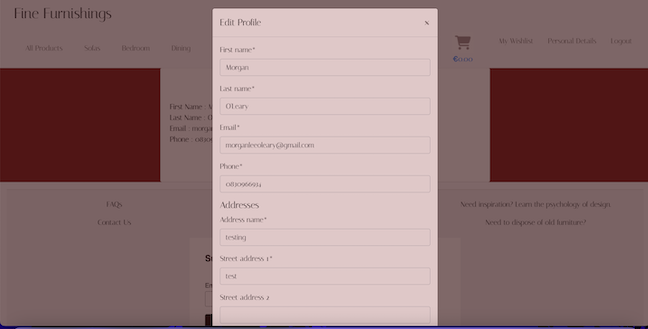 Fine Furnishings
Edit Profile
×
All Products
Sofas
Bedroom
Dining
My Wishlist
Personal Details
Logout
€0.00
First name*
Morgan
Last name*
O'Leary
Email*
morganleeoleary@gmail.com
Phone*
Addresses
Address name*
testing
Street address 1*
test
Street address 2
First Name : M
Last Name : O
Email : morga
Phone : 0810
FAQs
Contact Us
Need inspiration? Learn the psychology of design
Need to dispose of old furniture?